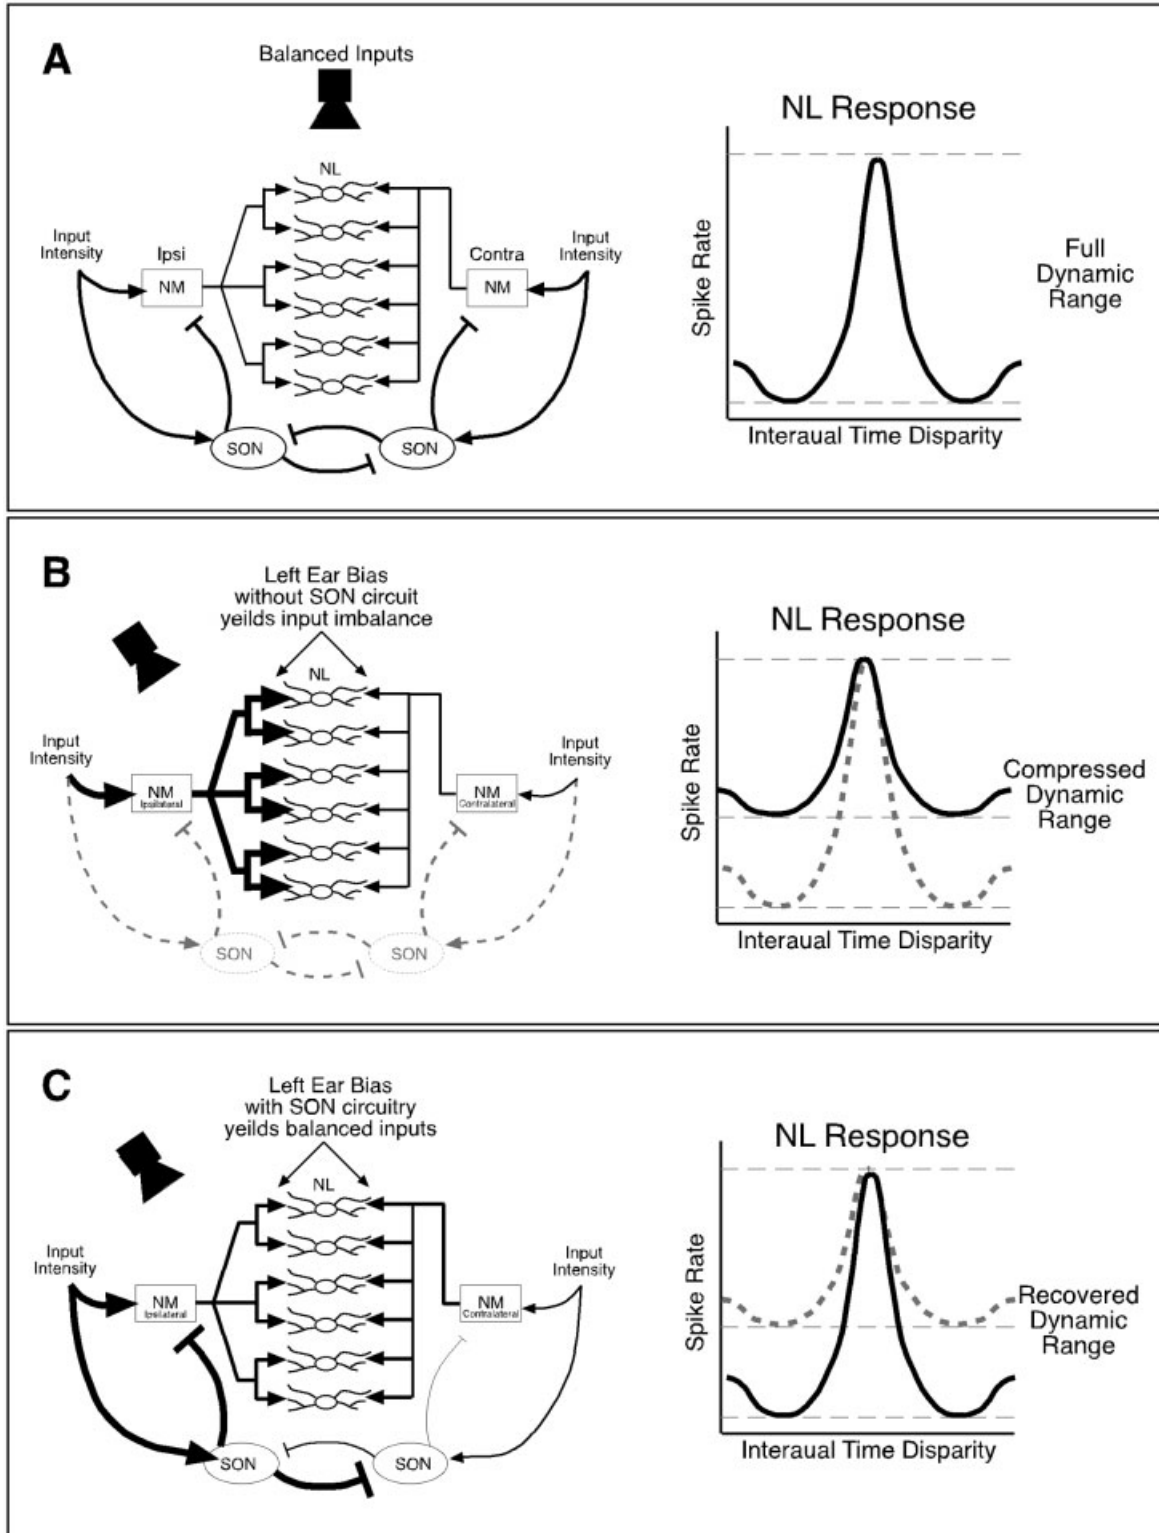 A
Balanced Inputs
NL
Input
Intensity
Ipsi
NM
Contra
NM
Input
Intensity
SON
SON
NL Response
Spike Rate
Interaual Time Disparity
Full
Dynamic
Range
B
Left Ear Bias
without SON circuit
yeilds input imbalance
NL
Input
Intensity
NM
Ipsilateral
NM
Contralateral
Input
Intensity
SON
SON
NL Response
Spike Rate
Interaual Time Disparity
Compressed
Dynamic
Range
C
Left Ear Bias
with SON circuitry
yeilds balanced inputs
NL
Input
Intensity
NM
Ipsilateral
NM
Contralateral
Input
Intensity
SON
SON
NL Response
Spike Rate
Interaual Time Disparity
Recovered
Dynamic
Range